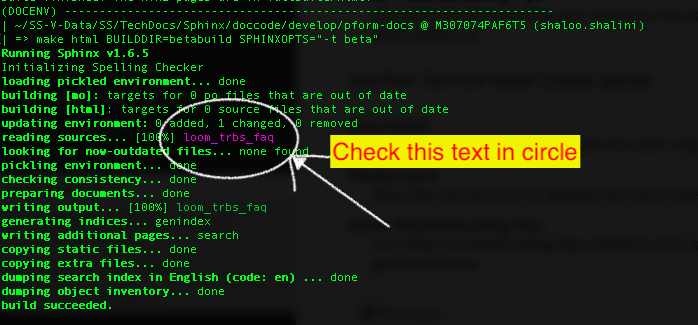 (DOCENV) ------------------------------------------------------------
| ~/SS-V-Data/SS/TechDocs/Sphinx/doccode/develop/pform-docs @ M307074PAF6T5 (shaloo.shalini)
| => make html BUILDDIR=betabuild SPHINXOPTS="-t beta"
Running Sphinx v1.6.5
Initializing Spelling Checker
loading pickled environment... done
building [mo]: targets for 0 po files that are out of date
building [html]: targets for 0 source files that are out of date
updating environment: 0 added, 1 changed, 0 removed
reading sources... [100%] loom_trbs_faq
looking for now-outdated files... none found
Check this text in circle
pickling environment... done
checking consistency... done
preparing documents... done
writing output... [100%] loom_trbs_faq
generating indices... genindex
writing additional pages... search
copying static files... done
copying extra files... done
dumping search index in English (code: en) ... done
dumping object inventory... done
build succeeded.